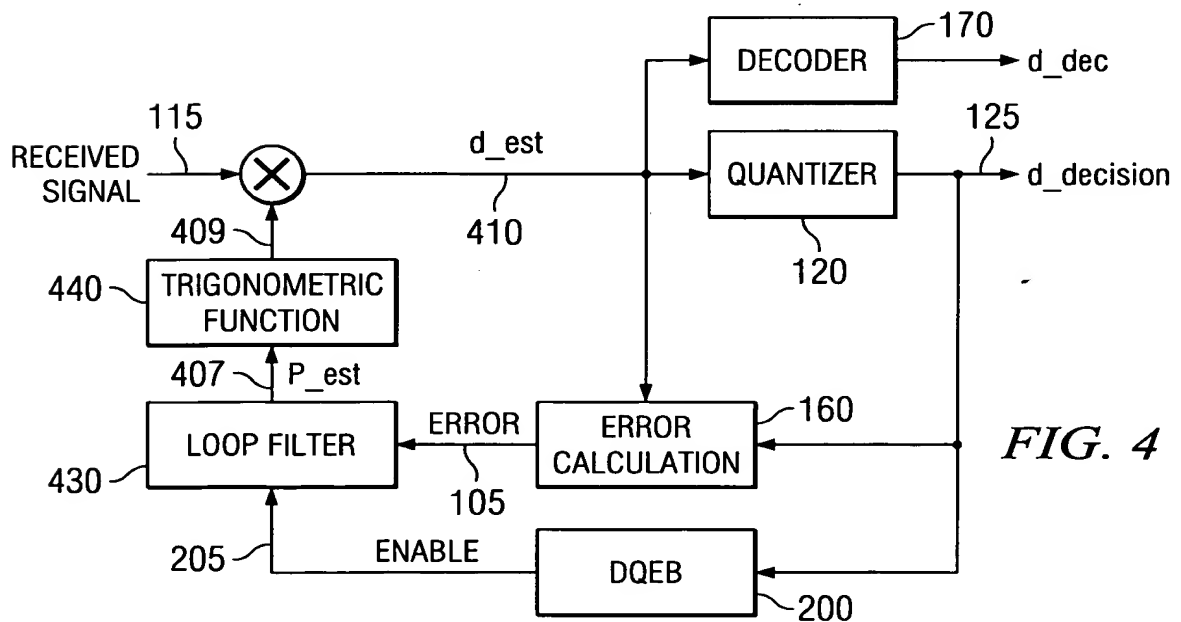 170
DECODER
d_dec
115
125
RECEIVED
SIGNAL
d_est
QUANTIZER
d_decision
410
409
120
440
TRIGONOMETRIC
FUNCTION
407
P_est
160
LOOP FILTER
ERROR
ERROR
CALCULATION
FIG. 4
430
105
205
ENABLE
DQEB
200